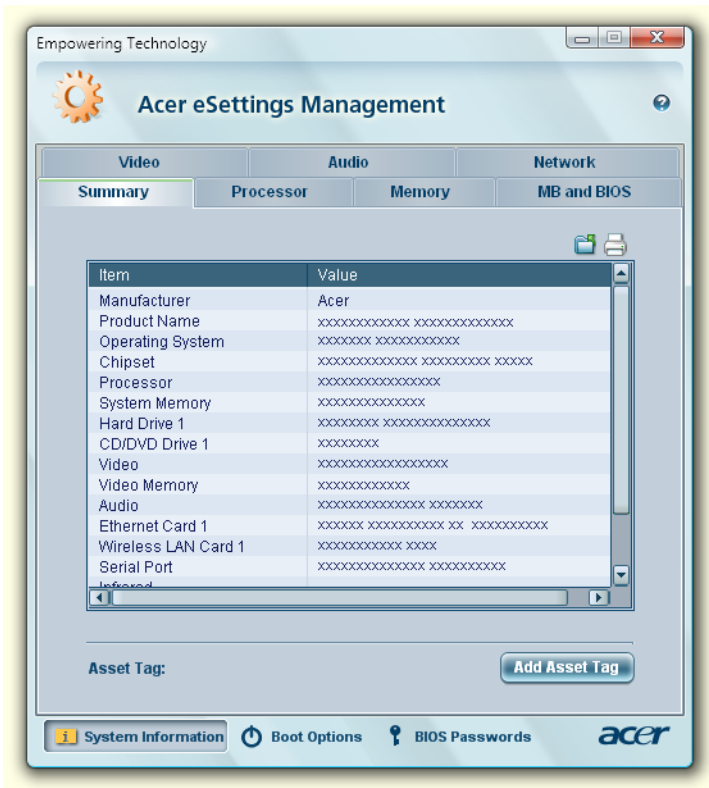 Empowering Technology
Acer eSettings Management
Video Audio Network
Summary Processor Memory MB and BIOS
Item Value
Manufacturer Acer
Product Name xxxxxxxxxxxx xxxxxxxxxxxxx
Operating System xxxxxxx xxxxxxxxxxx
Chipset xxxxxxxxxxxxx xxxxxxxxx xxxxx
Processor xxxxxxxxxxxxxxxx
System Memory xxxxxxxxxxxxxx
Hard Drive 1 xxxxxxxx xxxxxxxxxxxxxx
CD/DVD Drive 1 xxxxxxxx
Video xxxxxxxxxxxxxxxxx
Video Memory xxxxxxxxxxxx
Audio xxxxxxxxxxxxxx xxxxxxx
Ethernet Card 1 xxxxxx xxxxxxxxxx xx xxxxxxxxxx
Wireless LAN Card 1 xxxxxxxxxxx xxxx
Serial Port xxxxxxxxxxxxxx xxxxxxxxxx
Infrared
Asset Tag: Add Asset Tag
System Information Boot Options BIOS Passwords acer